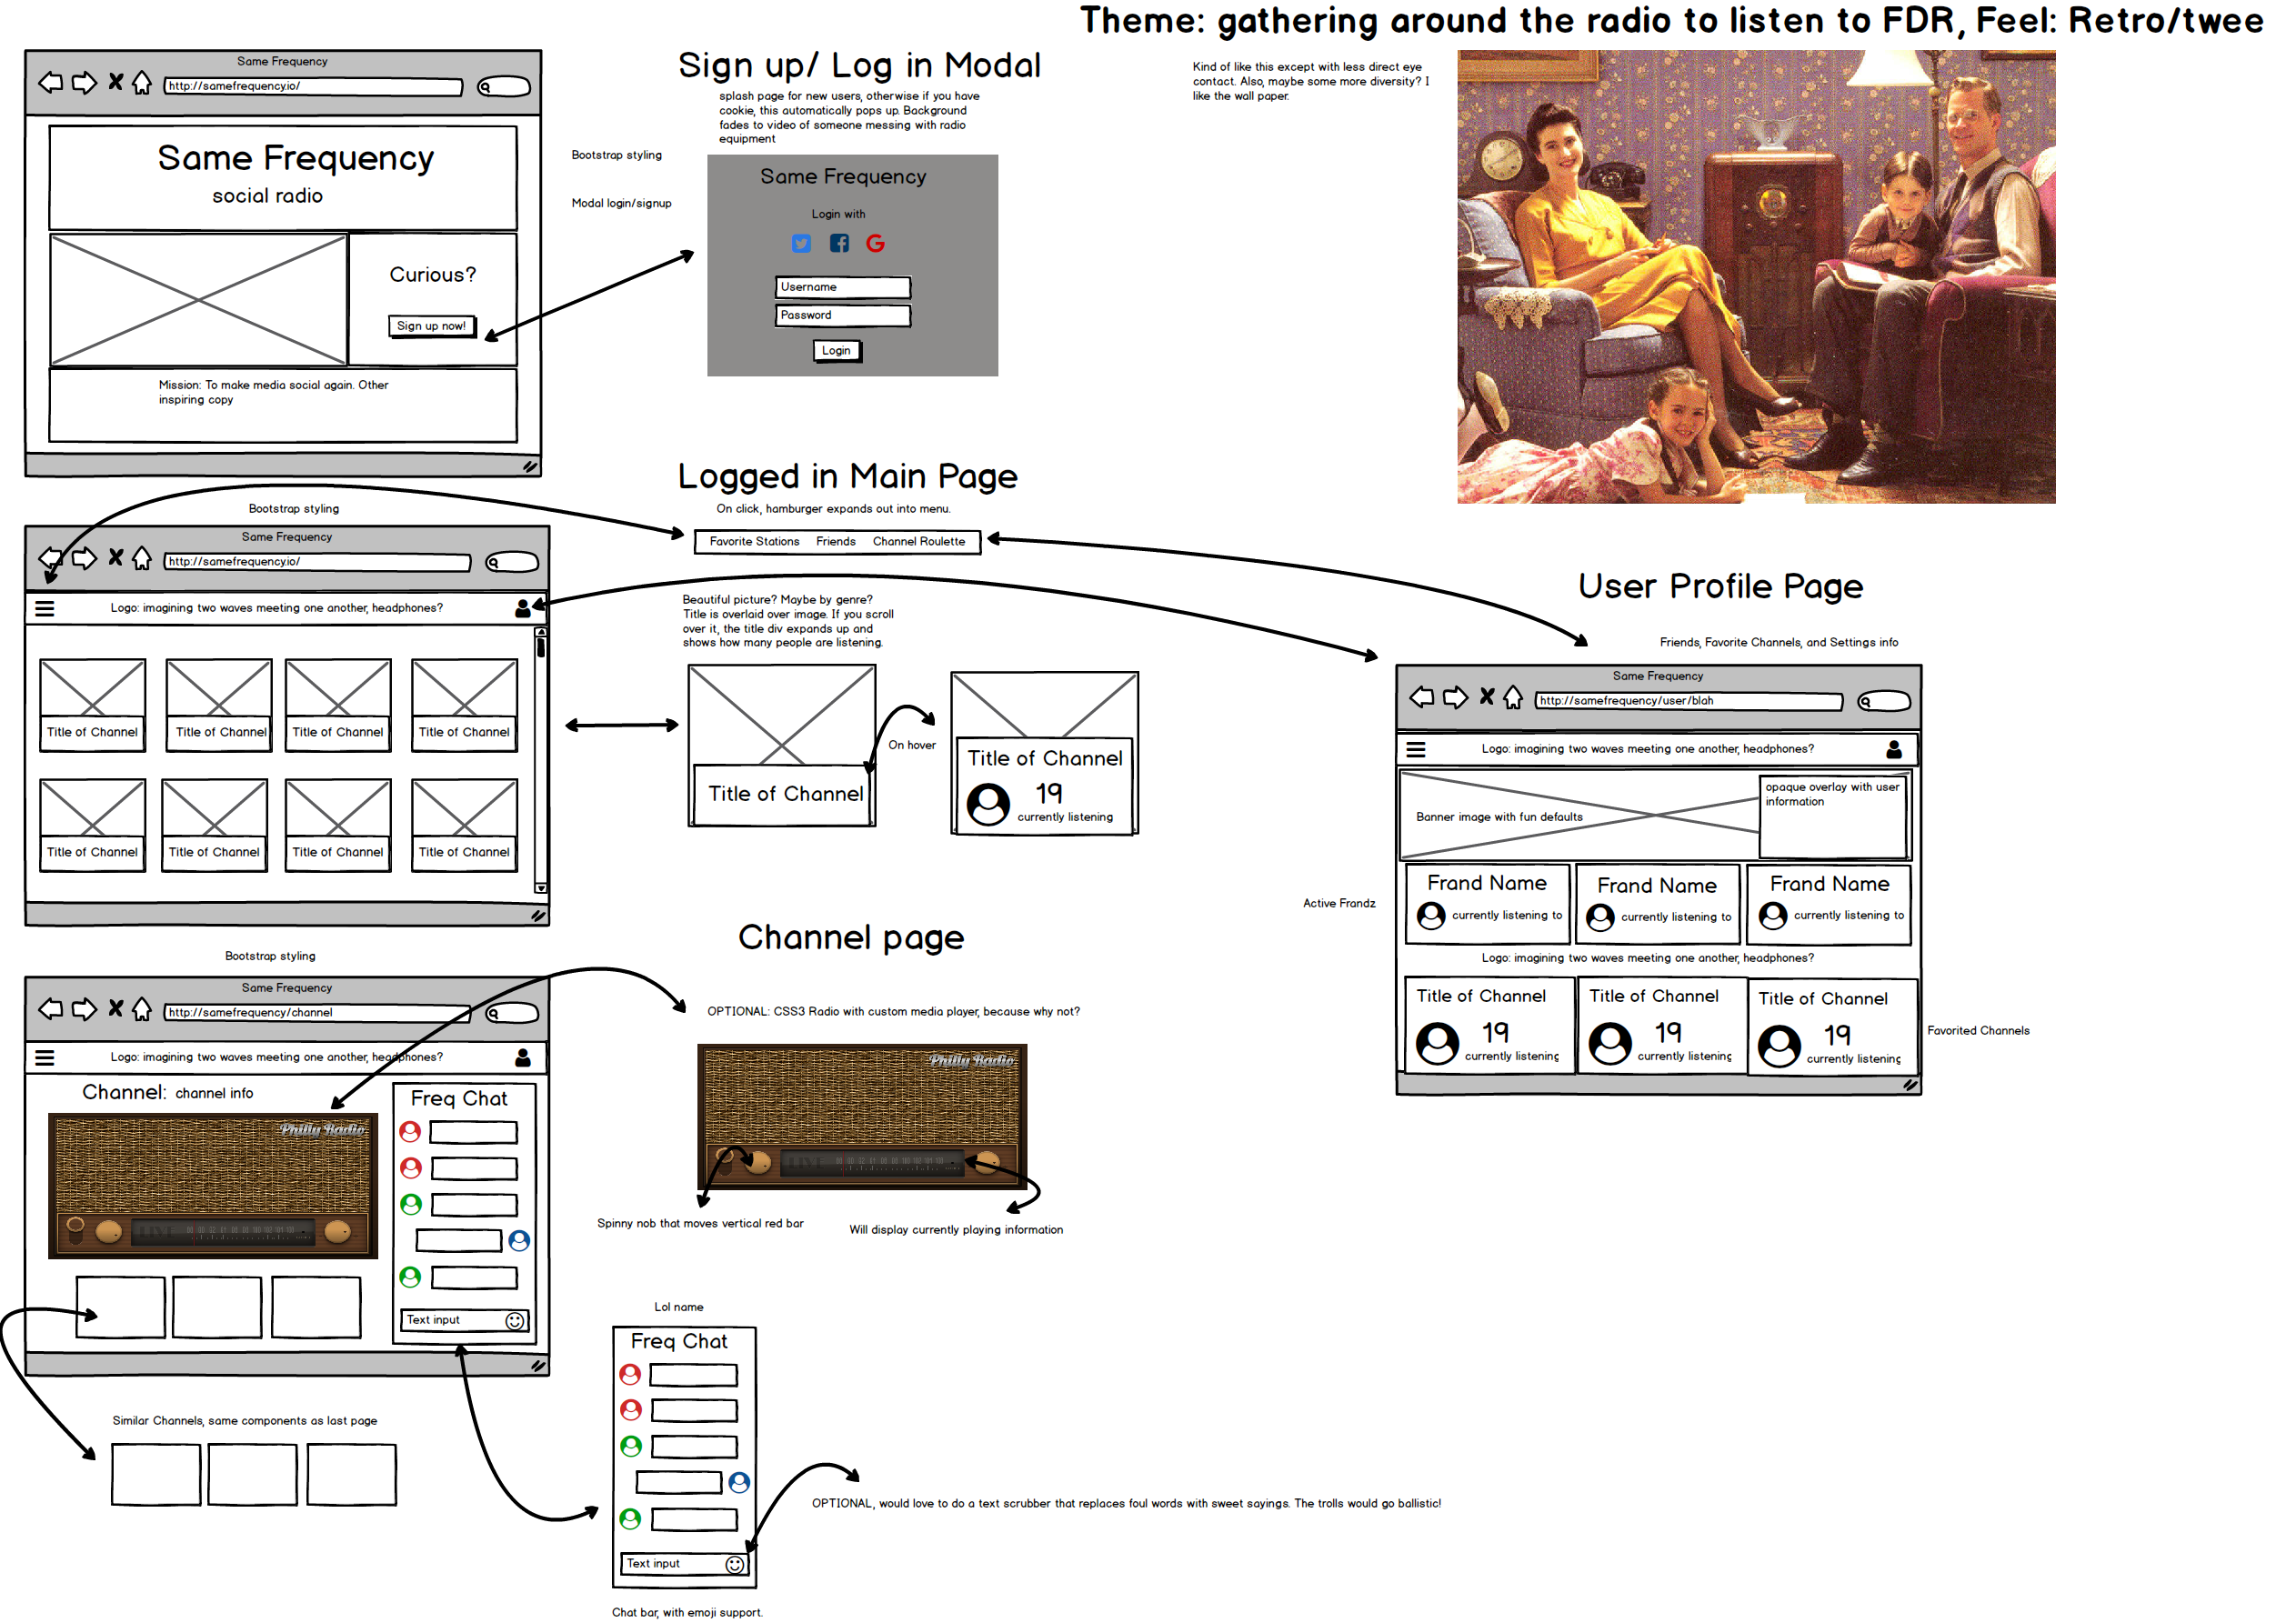 Theme: gathering around the radio to listen to FDR, Feel: Retro/twee
Same Frequency
http://samefrequency.io/
Same Frequency
social radio
Curious?
Sign up now!
Mission: To make media social again. Other
inspiring copy
Bootstrap styling
Modal login/signup
Sign up/ Log in Modal
splash page for new users, otherwise if you have
cookie, this automatically pops up. Background
fades to video of someone messing with radio
equipment
Same Frequency
Login with
Username
Password
Login
Kind of like this except with less direct eye
contact. Also, maybe some more diversity? I
like the wall paper.
Logged in Main Page
On click, hamburger expands out into menu.
Favorite Stations Friends Channel Roulette
Bootstrap styling
Same Frequency
http://samefrequency.io/
Logo: imagining two waves meeting one another, headphones?
Title of Channel Title of Channel Title of Channel Title of Channel
Title of Channel Title of Channel Title of Channel Title of Channel
Beautiful picture? Maybe by genre?
Title is overlaid over image. If you scroll
over it, the title div expands up and
shows how many people are listening.
Title of Channel
On hover
Title of Channel
19
currently listening
User Profile Page
Friends, Favorite Channels, and Settings info
Same Frequency
http://samefrequency/user/blah
Logo: imagining two waves meeting one another, headphones?
Banner image with fun defaults
opaque overlay with user
information
Active Frandz
Frand Name Frand Name Frand Name
currently listening to currently listening to currently listening to
Logo: imagining two waves meeting one another, headphones?
Title of Channel Title of Channel Title of Channel
19 19 19
currently listening currently listening currently listening
Favorited Channels
Channel page
Bootstrap styling
Same Frequency
http://samefrequency/channel
Logo: imagining two waves meeting one another, headphones?
Channel: channel info
Philly Radio
LIVE
Freq Chat
Text input
OPTIONAL: CSS3 Radio with custom media player, because why not?
Philly Radio
LIVE
Spinny nob that moves vertical red bar
Will display currently playing information
Similar Channels, same components as last page
Lol name
Freq Chat
Text input
Chat bar, with emoji support.
OPTIONAL, would love to do a text scrubber that replaces foul words with sweet sayings. The trolls would go ballistic!